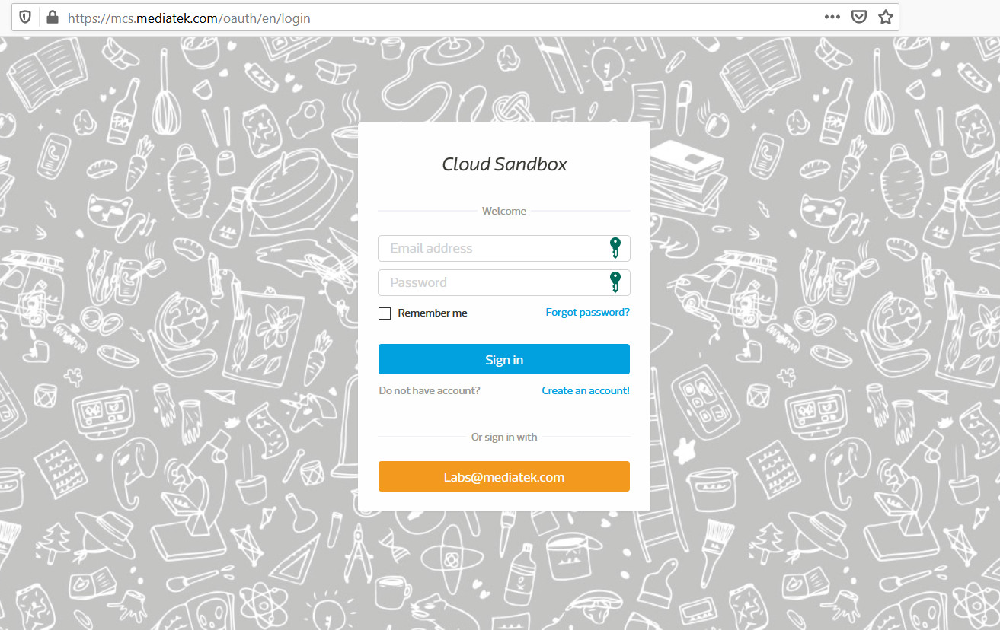 https://mcs.mediatek.com/oauth/en/login
Cloud Sandbox
Welcome
Email address
Password
Remember me
Forgot password?
Sign in
Do not have account?
Create an account!
Or sign in with
Labs@mediatek.com